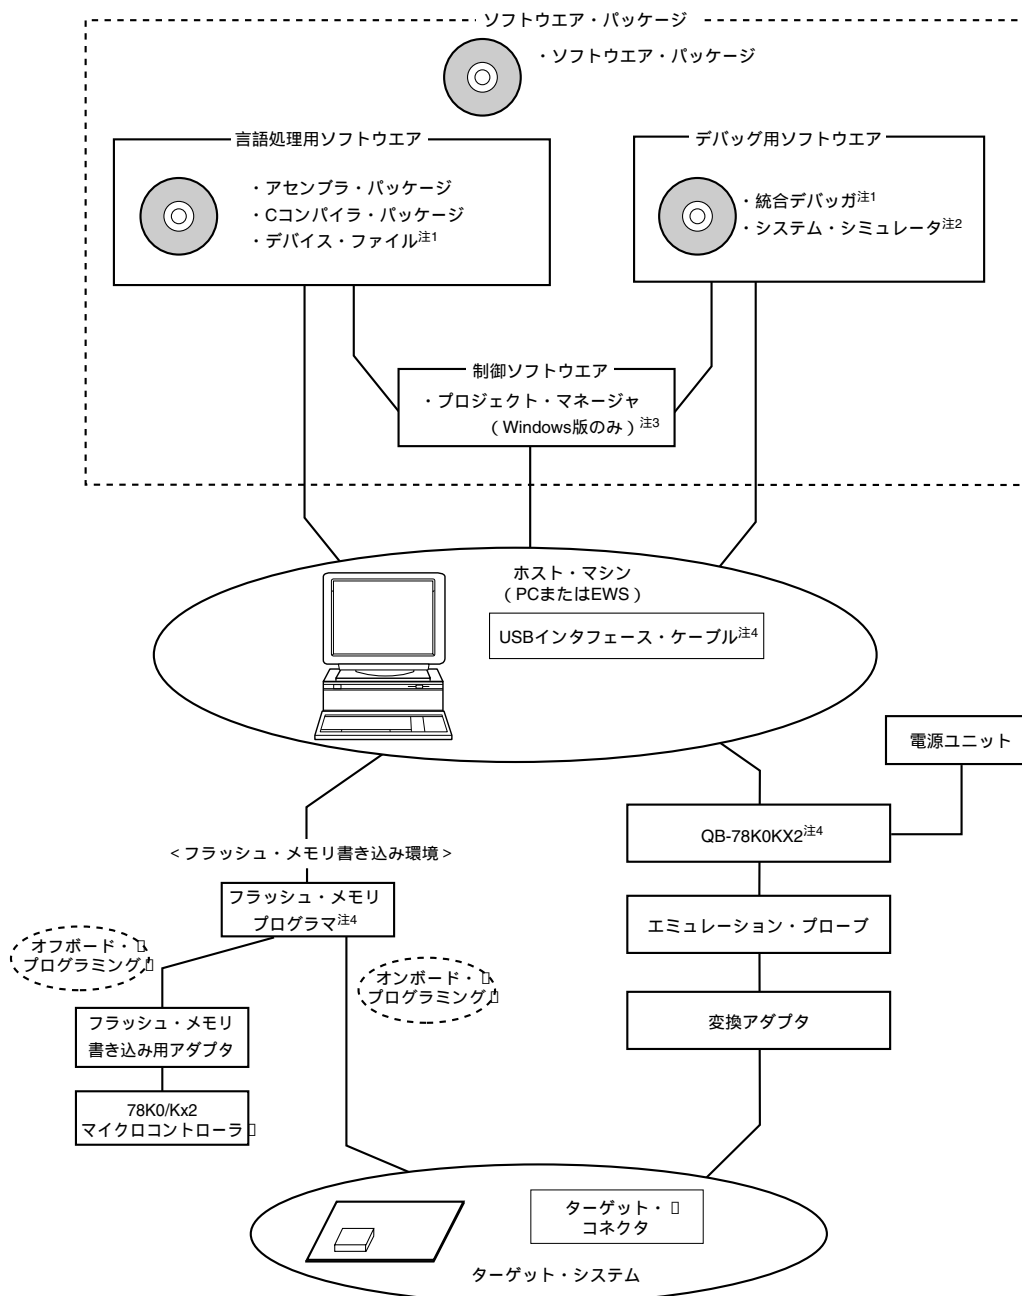 ソフトウエア・パッケージ
・ソフトウエア・パッケージ
言語処理用ソフトウエア
・アセンブラ・パッケージ
・Cコンパイラ・パッケージ
・デバイス・ファイル注1
デバッグ用ソフトウエア
・統合デバッガ注1
・システム・シミュレータ注2
制御ソフトウエア
・プロジェクト・マネージャ
（Windows版のみ）注3
ホスト・マシン
（PCまたはEWS）
USBインタフェース・ケーブル注4
電源ユニット
QB-78K0KX2注4
<フラッシュ・メモリ書き込み環境>
フラッシュ・メモリ
プログラマ注4
エミュレーション・プローブ
オフボード・
プログラミング
オンボード・
プログラミング
フラッシュ・メモリ
書き込み用アダプタ
変換アダプタ
78K0/Kx2
マイクロコントローラ
ターゲット・
コネクタ
ターゲット・システム